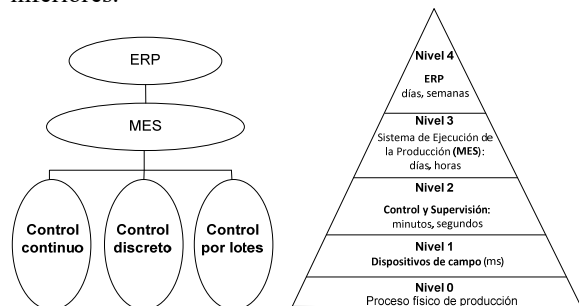 inferiores.
ERP
MES
Control
continuo
Control
discreto
Control
por lotes
Nivel 4
ERP
días, semanas
Nivel 3
Sistema de Ejecución de
la Producción (MES):
días, horas
Nivel 2
Control y Supervisión:
minutos, segundos
Nivel 1
Dispositivos de campo (ms)
Nivel 0
Proceso físico de producción